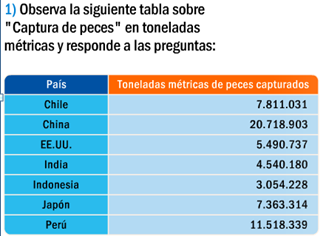 1) Observa la siguiente tabla sobre
"Captura de peces" en toneladas
métricas y responde a las preguntas:
País Toneladas métricas de peces capturados
Chile 7.811.031
China 20.718.903
EE.UU. 5.490.737
India 4.540.180
Indonesia 3.054.228
Japón 7.363.314
Perú 11.518.339